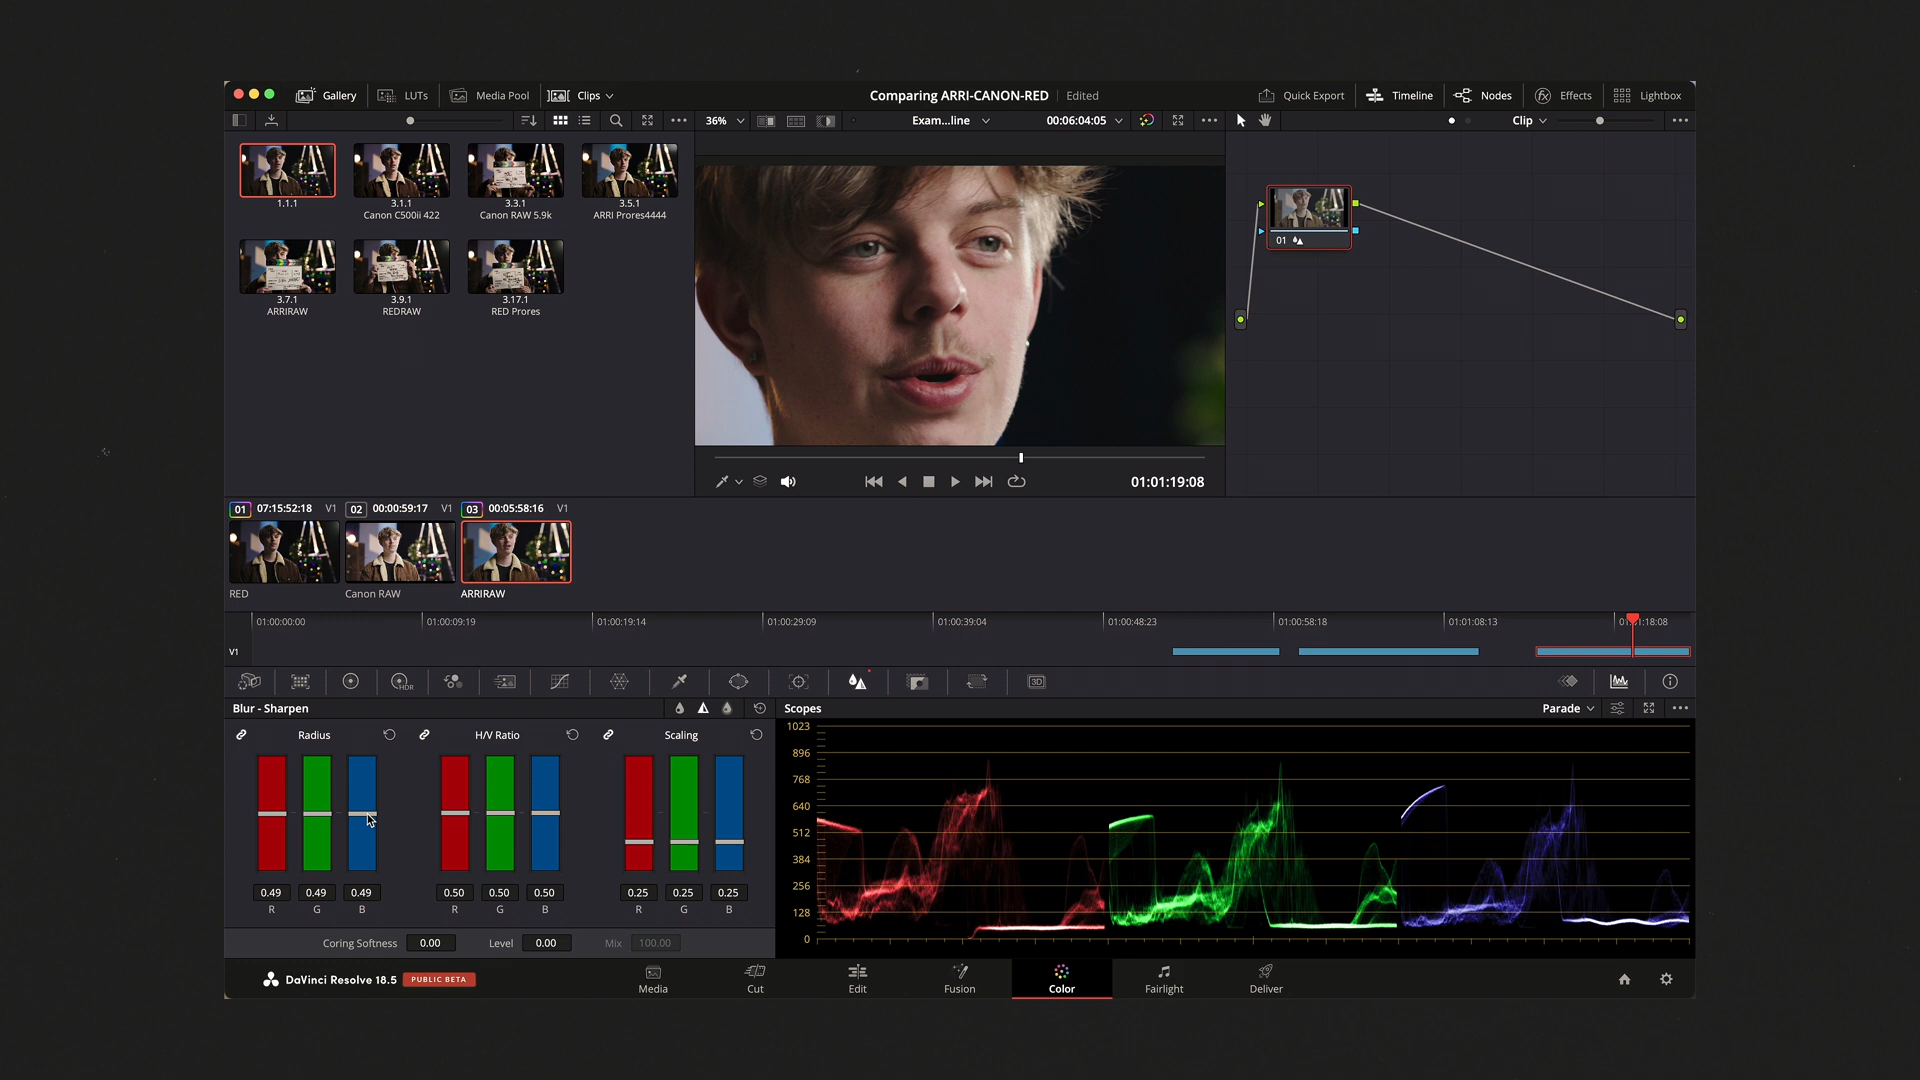 Gallery LUTs Media Pool Clips Comparing ARRI-CANON-RED Edited Quick Export Timeline Nodes Effects Lightbox
36% Exam...line 00:06:04:05 Clip
1.1.1
3.1.1
Canon C500ii 422
3.3.1
Canon RAW 5.9k
3.5.1
ARRI Prores4444
3.7.1
ARRIRAW
3.9.1
REDRAW
3.17.1
RED Prores
01
01:01:19:08
01 07:15:52:18 V1 02 00:00:59:17 V1 03 00:05:58:16 V1
RED Canon RAW ARRIRAW
01:00:00:00 01:00:09:19 01:00:19:14 01:00:29:09 01:00:39:04 01:00:48:23 01:00:58:18 01:01:08:13 01:01:18:08
V1
HDR 3D
Blur - Sharpen
Radius H/V Ratio Scaling
0.49 0.49 0.49 0.50 0.50 0.50 0.25 0.25 0.25
R G B R G B R G B
Coring Softness 0.00 Level 0.00 Mix 100.00
Scopes Parade
1023
896
768
640
512
384
256
128
0
DaVinci Resolve 18.5 PUBLIC BETA
Media Cut Edit Fusion Color Fairlight Deliver